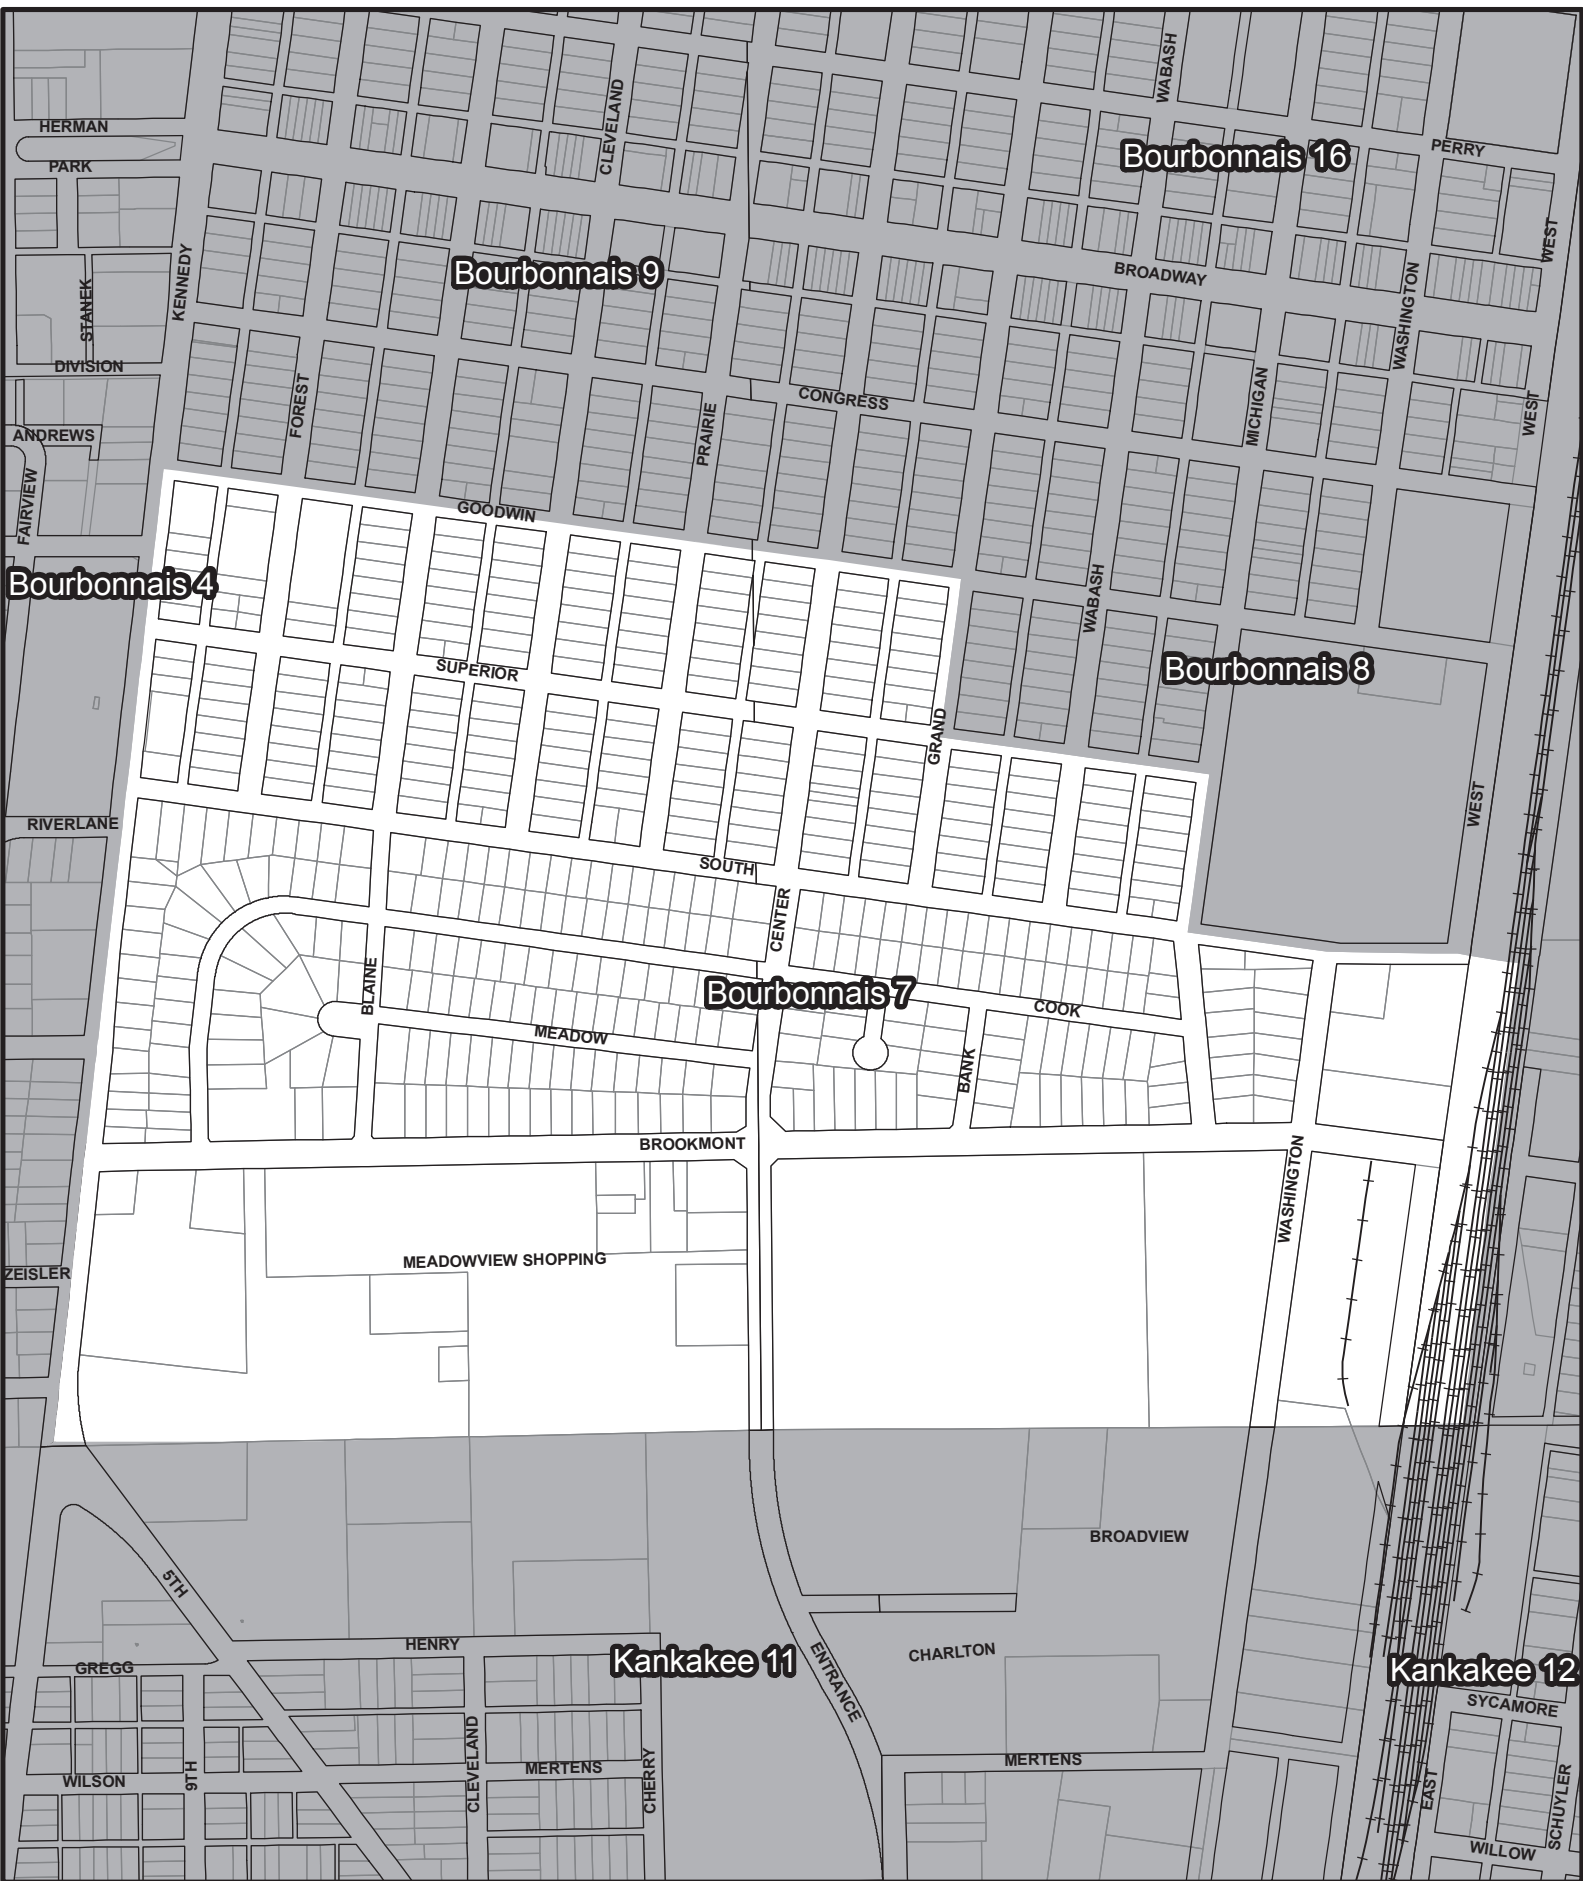 WABASH
CLEVELAND
HERMAN
PERRY
Bourbonnais 16
PARK
WEST
KENNEDY
Bourbonnais 9
BROADWAY
STANEK
WASHINGTON
DIVISION
FOREST
MICHIGAN
CONGRESS
WEST
PRAIRIE
ANDREWS
FAIRVIEW
GOODWIN
Bourbonnais 4
WABASH
SUPERIOR
Bourbonnais 8
GRAND
WEST
RIVERLANE
SOUTH
CENTER
BLAINE
Bourbonnais 7
COOK
MEADOW
BANK
BROOKMONT
WASHINGTON
MEADOWVIEW SHOPPING
ZEISLER
BROADVIEW
5TH
HENRY
CHARLTON
Kankakee 11
ENTRANCE
GREGG
Kankakee 12
SYCAMORE
CLEVELAND
MERTENS
MERTENS
WILSON
9TH
CHERRY
EAST
SCHUYLER
WILLOW